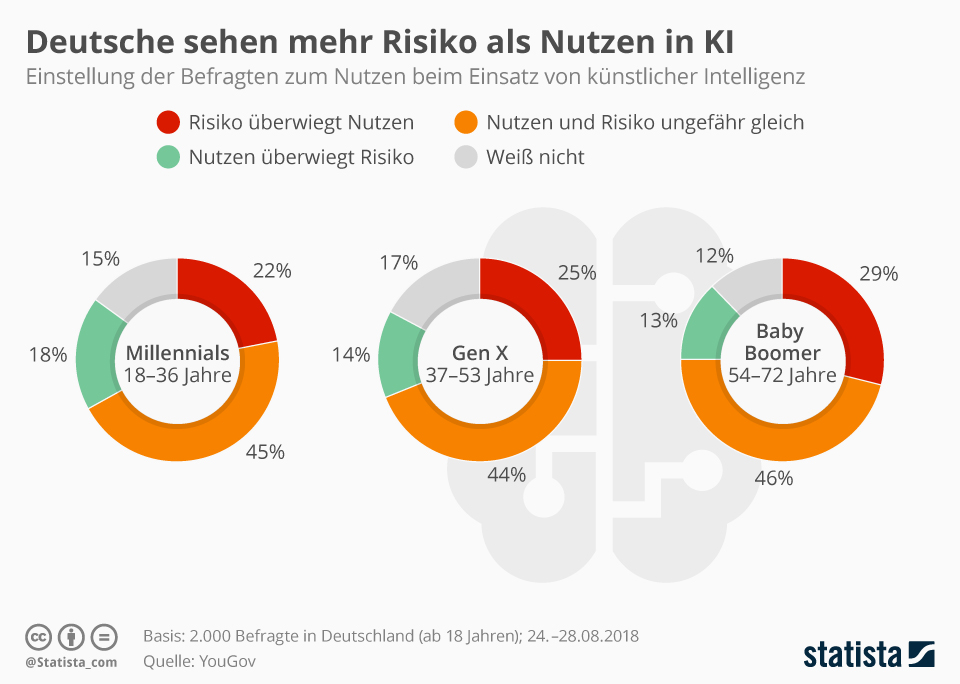 Deutsche sehen mehr Risiko als Nutzen in KI
Einstellung der Befragten zum Nutzen beim Einsatz von künstlicher Intelligenz
Risiko überwiegt Nutzen
Nutzen und Risiko ungefähr gleich
Nutzen überwiegt Risiko
Weiß nicht
15%
22%
18%
Millennials
18–36 Jahre
45%
17%
25%
14%
Gen X
37–53 Jahre
44%
12%
29%
13%
Baby
Boomer
54–72 Jahre
46%
cc
=
@Statista_com
Basis: 2.000 Befragte in Deutschland (ab 18 Jahren); 24.–28.08.2018
Quelle: YouGov
statista